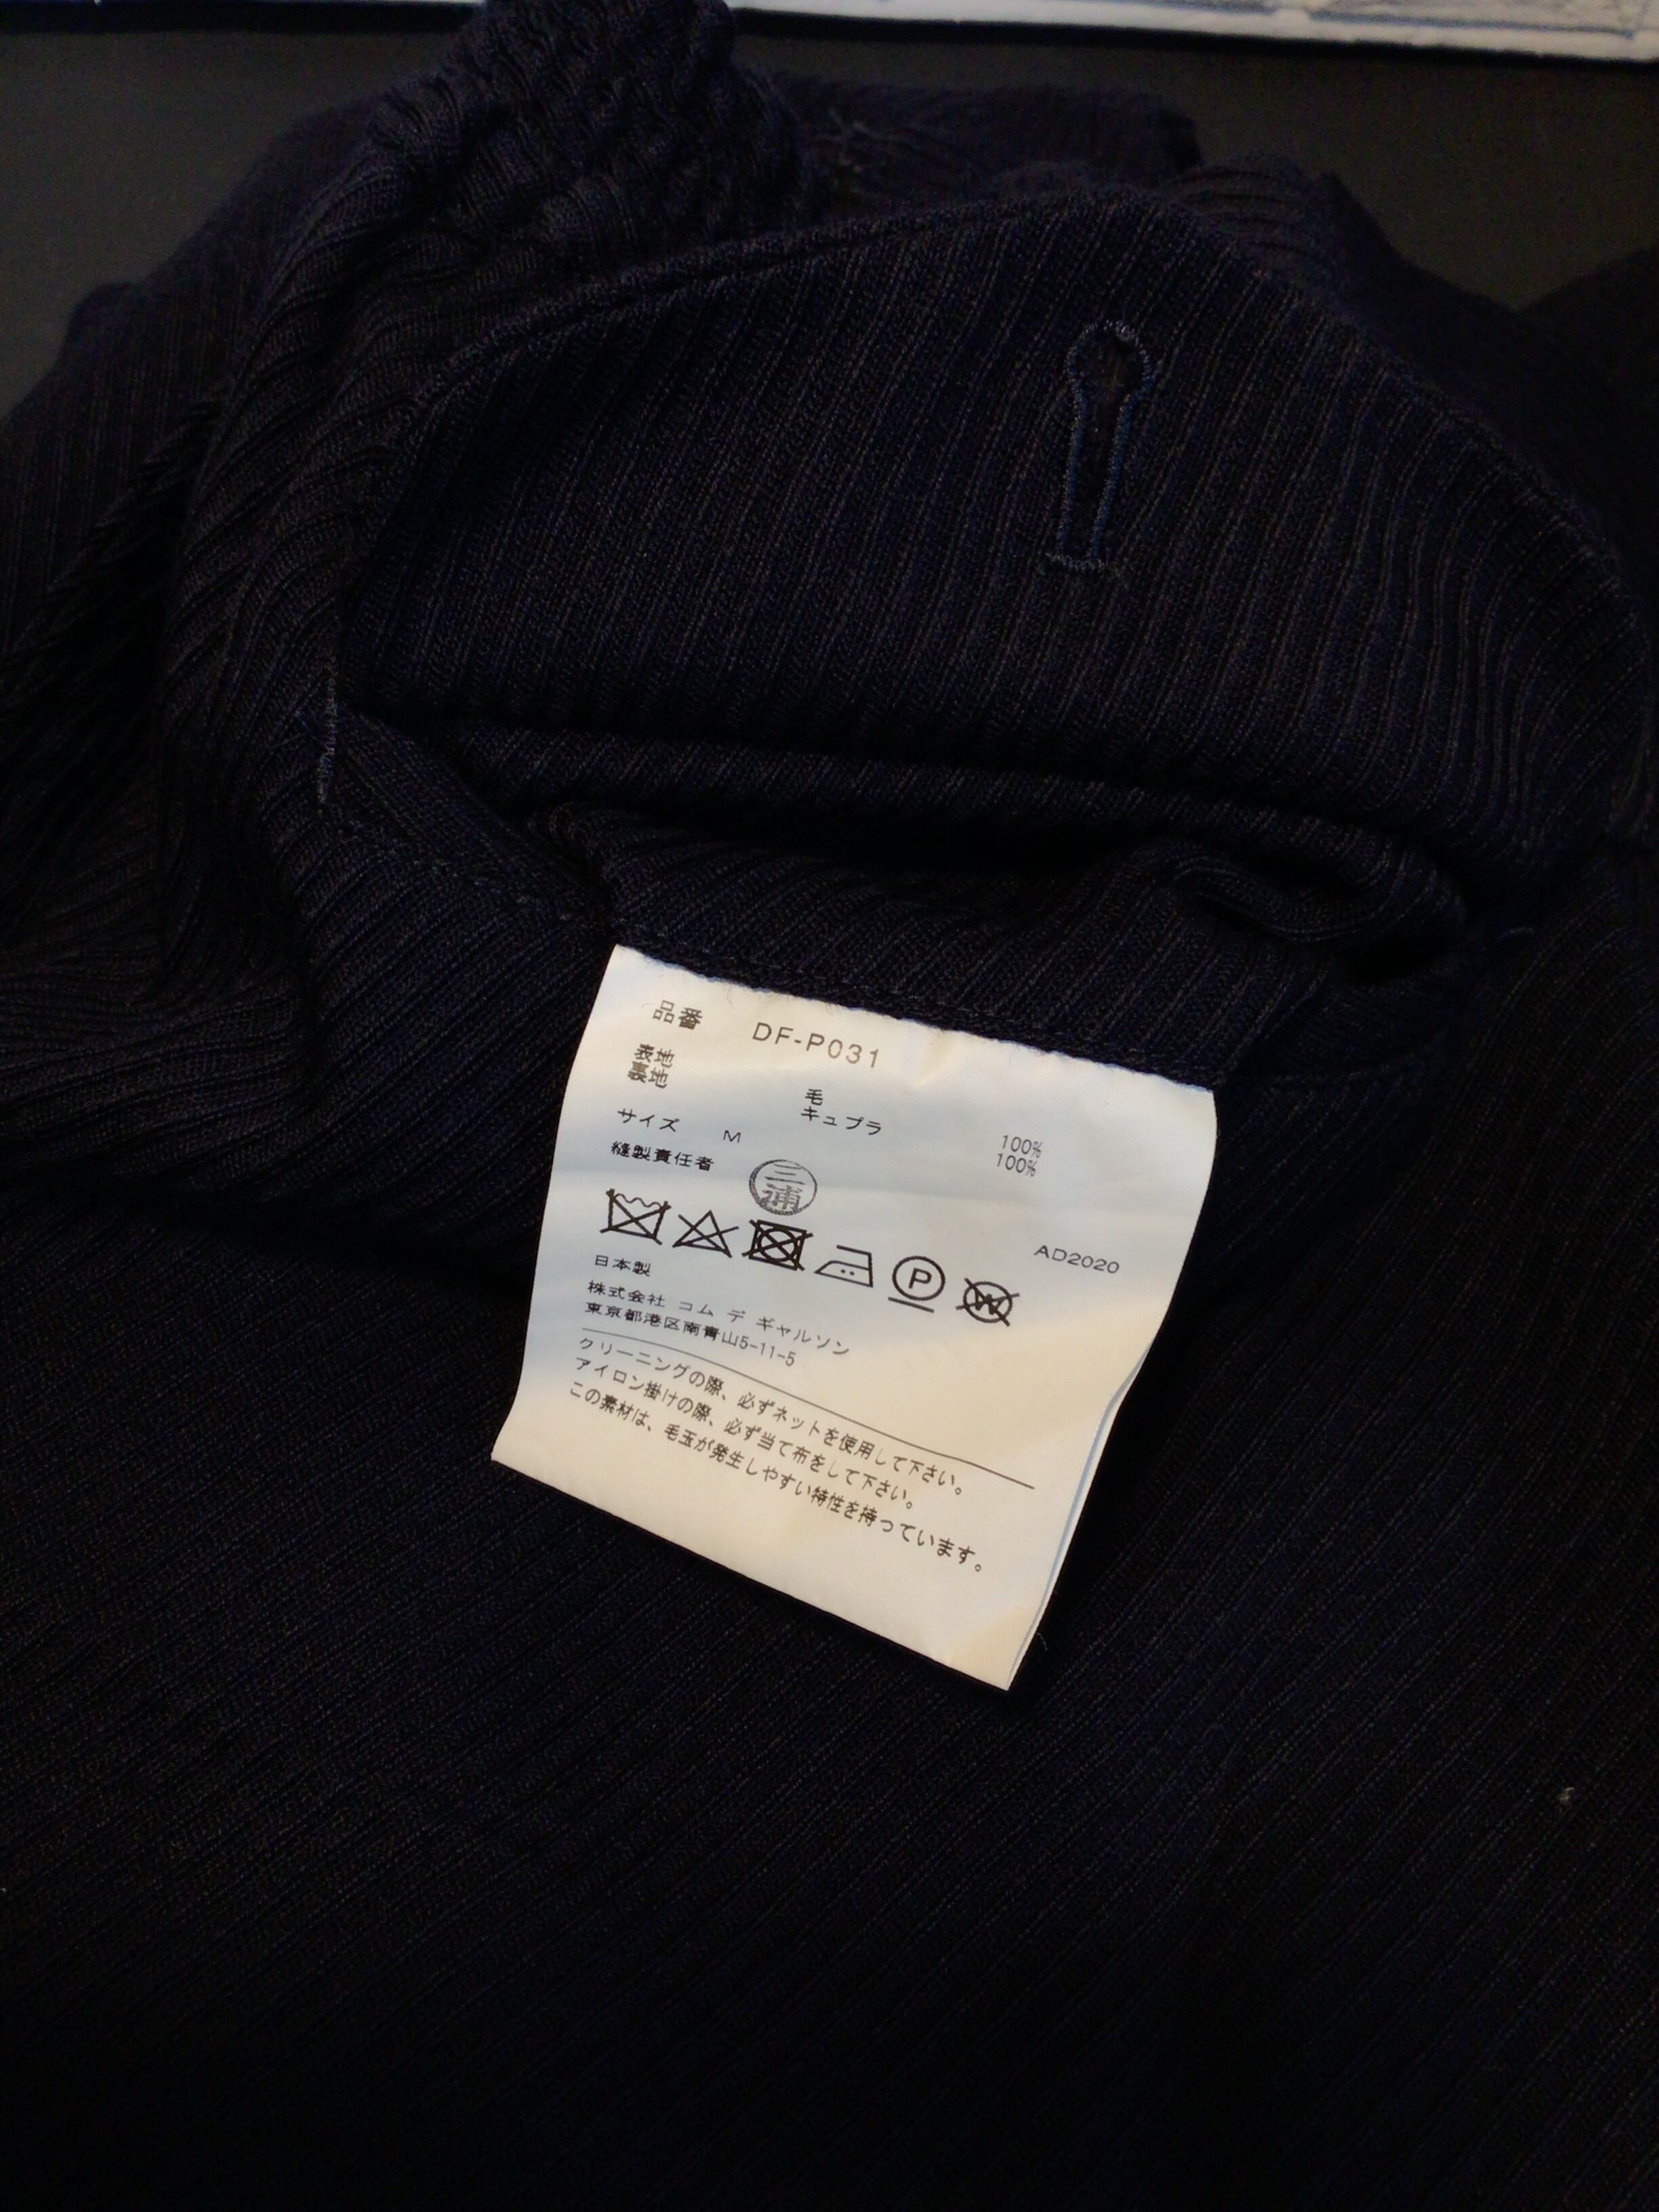 品番 DF-P031
表地 毛 100%
裏地 キュプラ 100%
サイズ M
縫製責任者 三浦
AD2020
P
W
日本製
株式会社 コム デ ギャルソン
東京都港区南青山5-11-5
クリーニングの際、必ずネットを使用して下さい。
アイロン掛けの際、必ず当て布をして下さい。
この素材は、毛玉が発生しやすい特性を持っています。